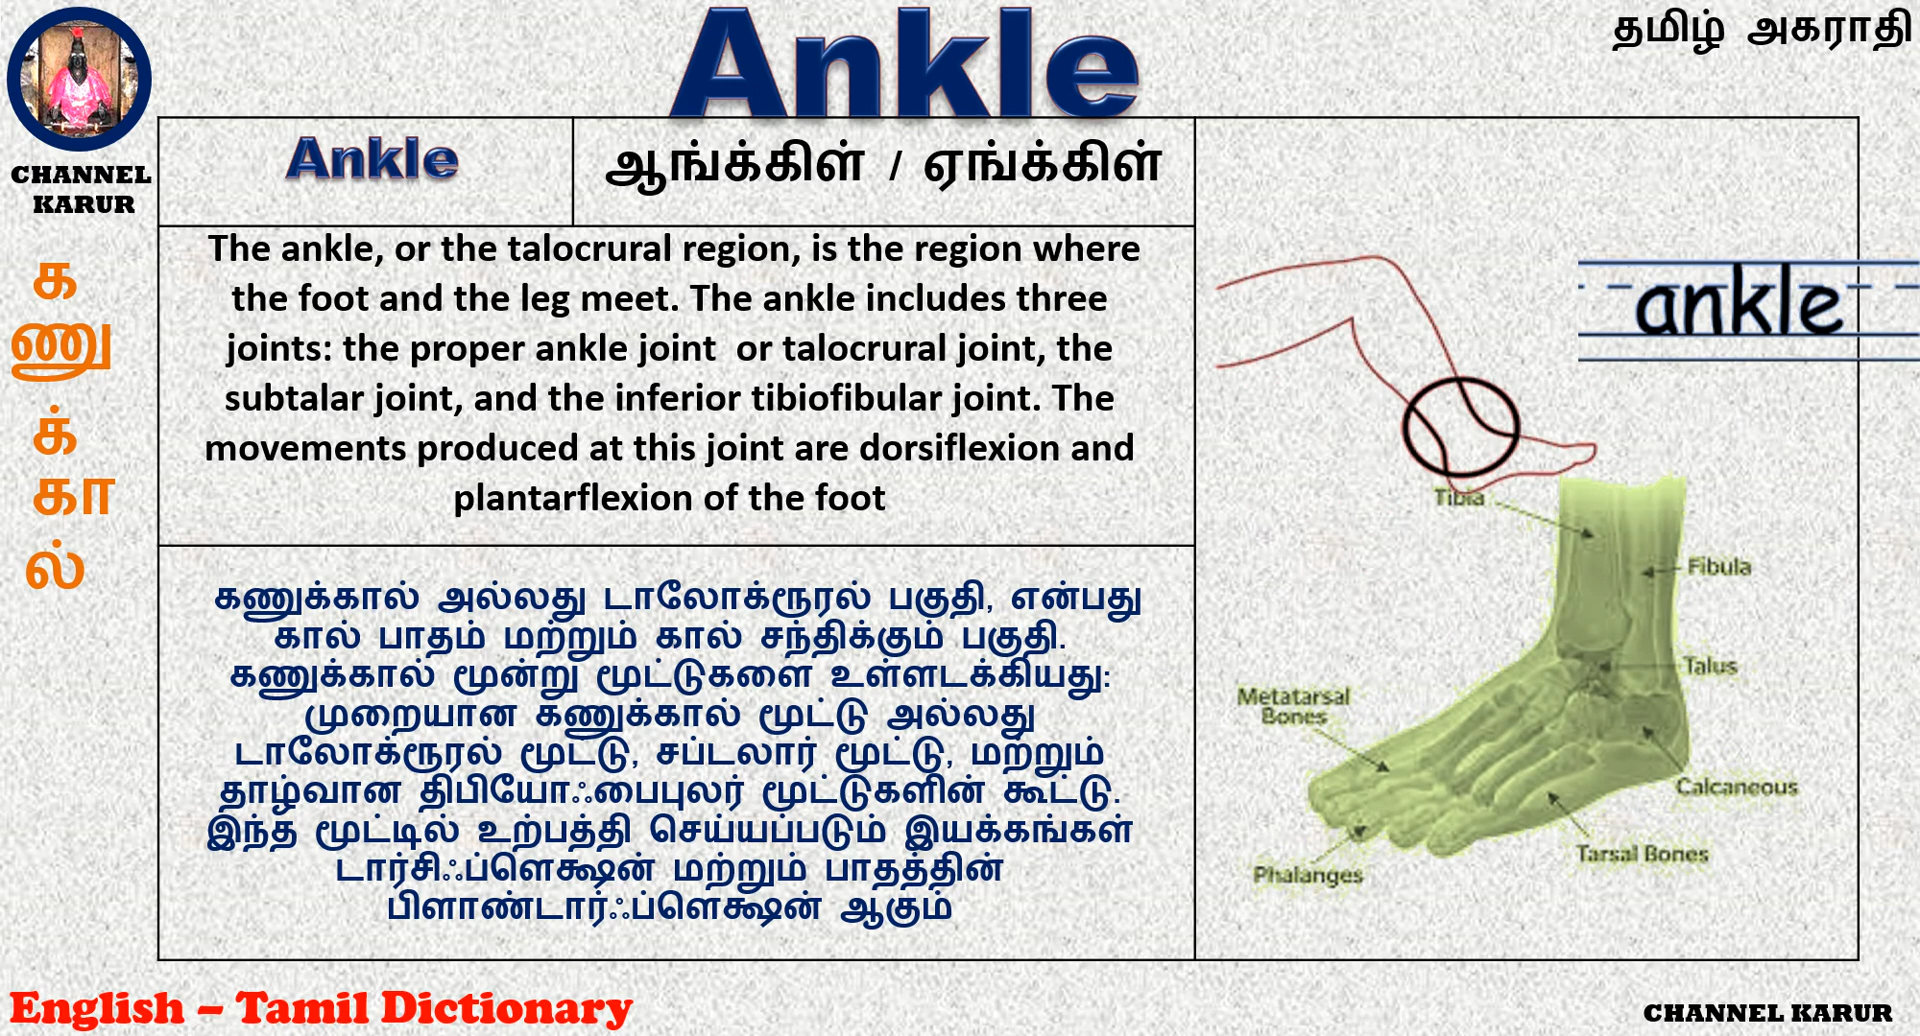 Ankle
தமிழ் அகராதி
CHANNEL
KARUR
க
ணு
க்
கா
ல்
Ankle
ஆங்க்கிள் / ஏங்க்கிள்
The ankle, or the talocrural region, is the region where
the foot and the leg meet. The ankle includes three
joints: the proper ankle joint or talocrural joint, the
subtalar joint, and the inferior tibiofibular joint. The
movements produced at this joint are dorsiflexion and
plantarflexion of the foot
கணுக்கால் அல்லது டாலோக்ரூரல் பகுதி, என்பது
கால் பாதம் மற்றும் கால் சந்திக்கும் பகுதி.
கணுக்கால் மூன்று மூட்டுகளை உள்ளடக்கியது:
முறையான கணுக்கால் மூட்டு அல்லது
டாலோக்ரூரல் மூட்டு, சப்டலார் மூட்டு, மற்றும்
தாழ்வான திபியோஃபைபுலர் மூட்டுகளின் கூட்டு.
இந்த மூட்டில் உற்பத்தி செய்யப்படும் இயக்கங்கள்
டார்சிஃப்ளெக்ஷன் மற்றும் பாதத்தின்
பிளாண்டார்ஃப்ளெக்ஷன் ஆகும்
ankle
Tibia
Fibula
Talus
Metatarsal
Bones
Calcaneous
Tarsal Bones
Phalanges
English – Tamil Dictionary
CHANNEL KARUR